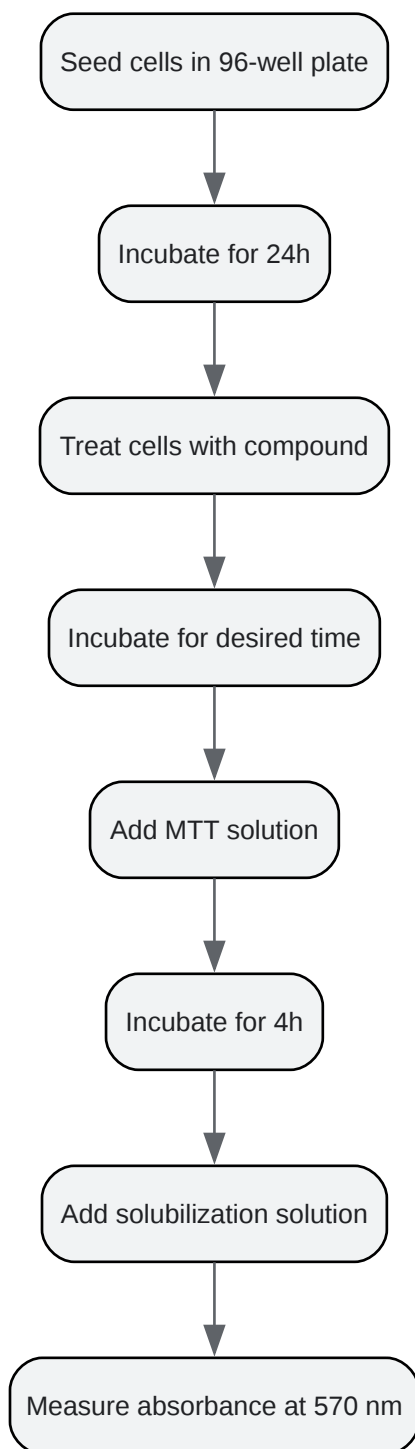 Seed cells in 96-well plate
Incubate for 24h
Treat cells with compound
Incubate for desired time
Add MTT solution
Incubate for 4h
Add solubilization solution
Measure absorbance at 570 nm